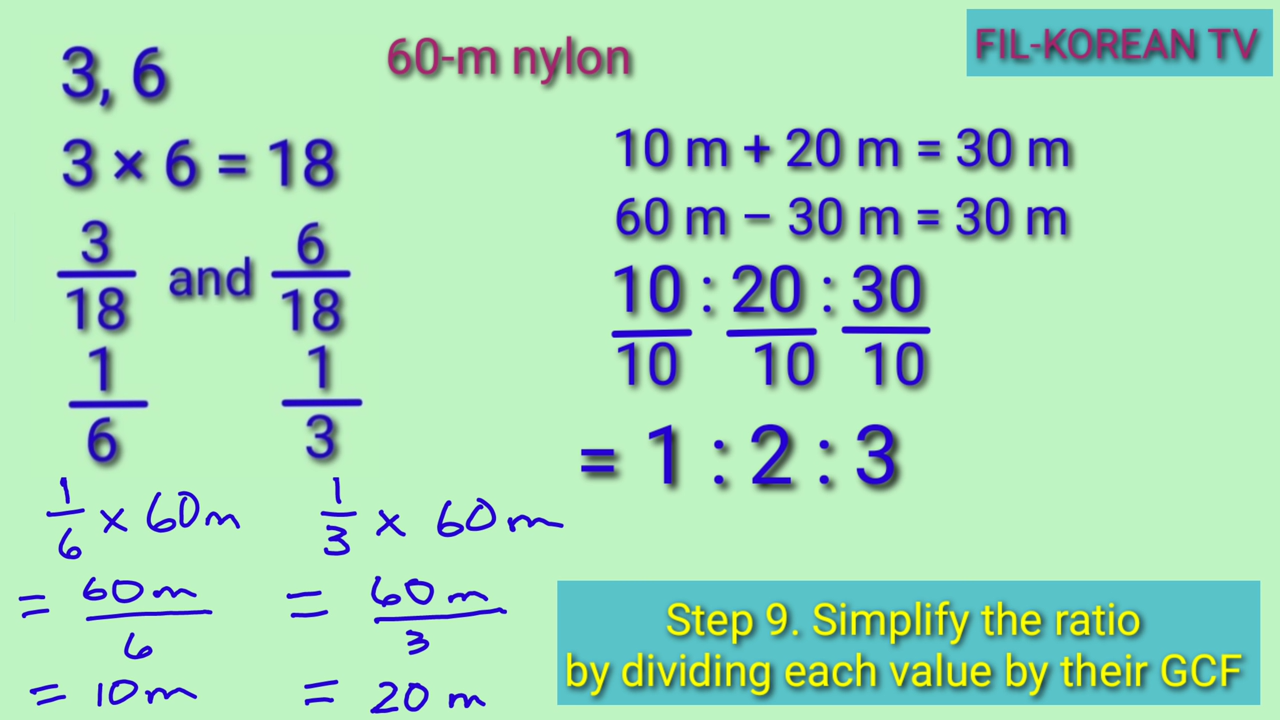 3, 6
3 × 6 = 18
3/18 and 6/18
1/6 1/3
1/6 × 60m 1/3 × 60m
= 60m/6 = 60m/3
= 10m = 20m
60-m nylon
FIL-KOREAN TV
10 m + 20 m = 30 m
60 m – 30 m = 30 m
10/10 : 20/10 : 30/10
= 1 : 2 : 3
Step 9. Simplify the ratio
by dividing each value by their GCF